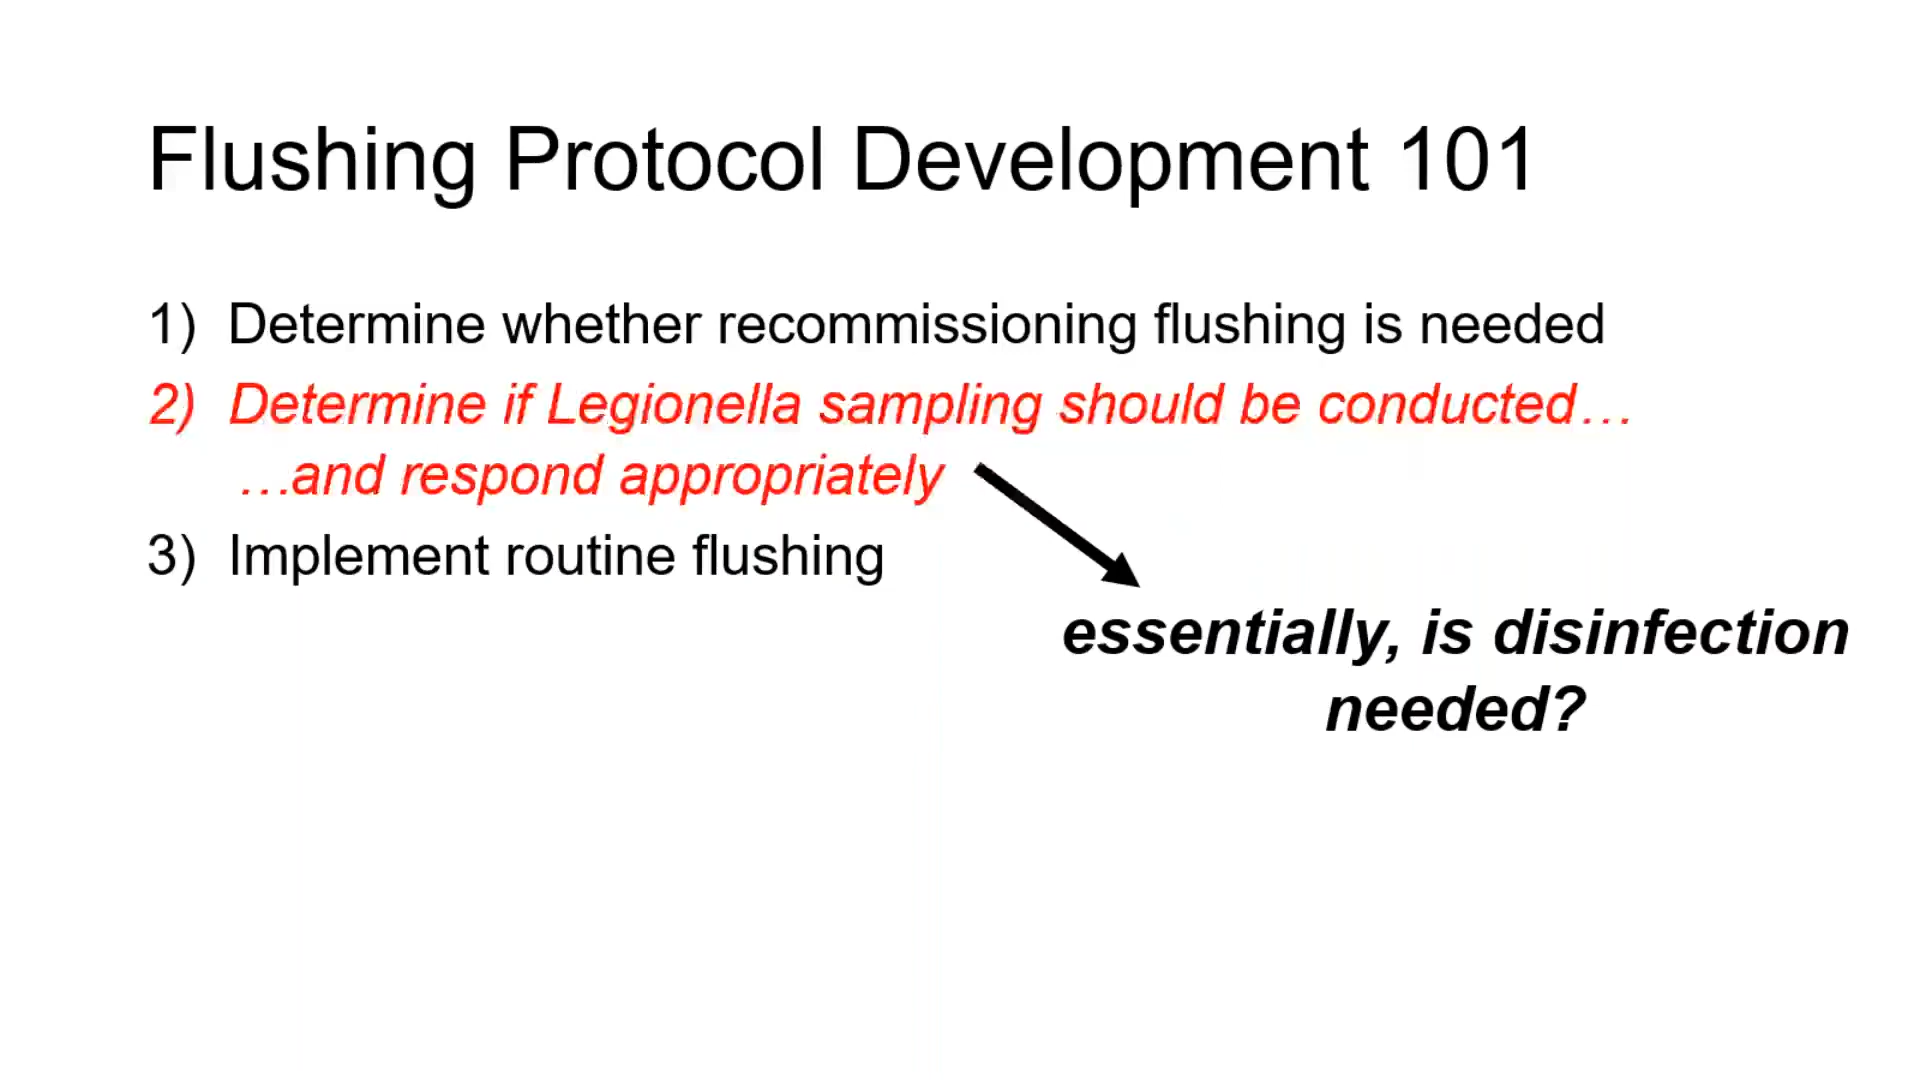 Flushing Protocol Development 101
1) Determine whether recommissioning flushing is needed
2) Determine if Legionella sampling should be conducted…
…and respond appropriately
3) Implement routine flushing
essentially, is disinfection
needed?